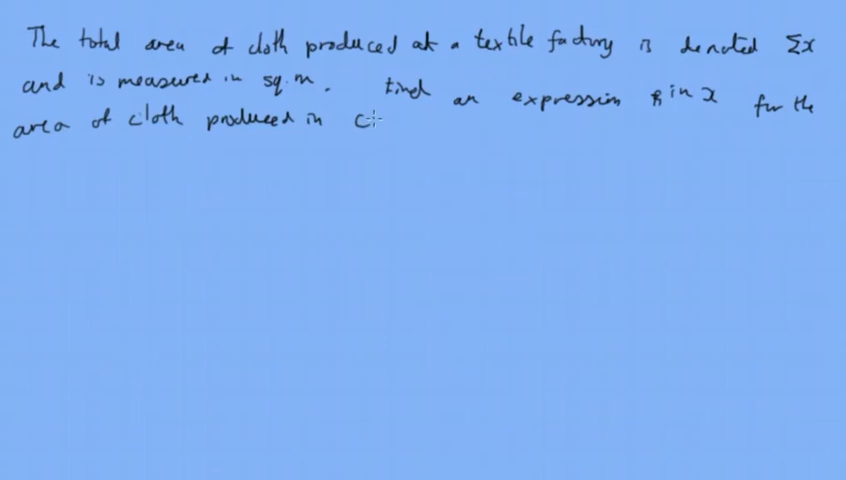 The total area of cloth produced at a textile factory is denoted Σx
and is measured in sq.m. Find an expression in x for the
area of cloth produced in c